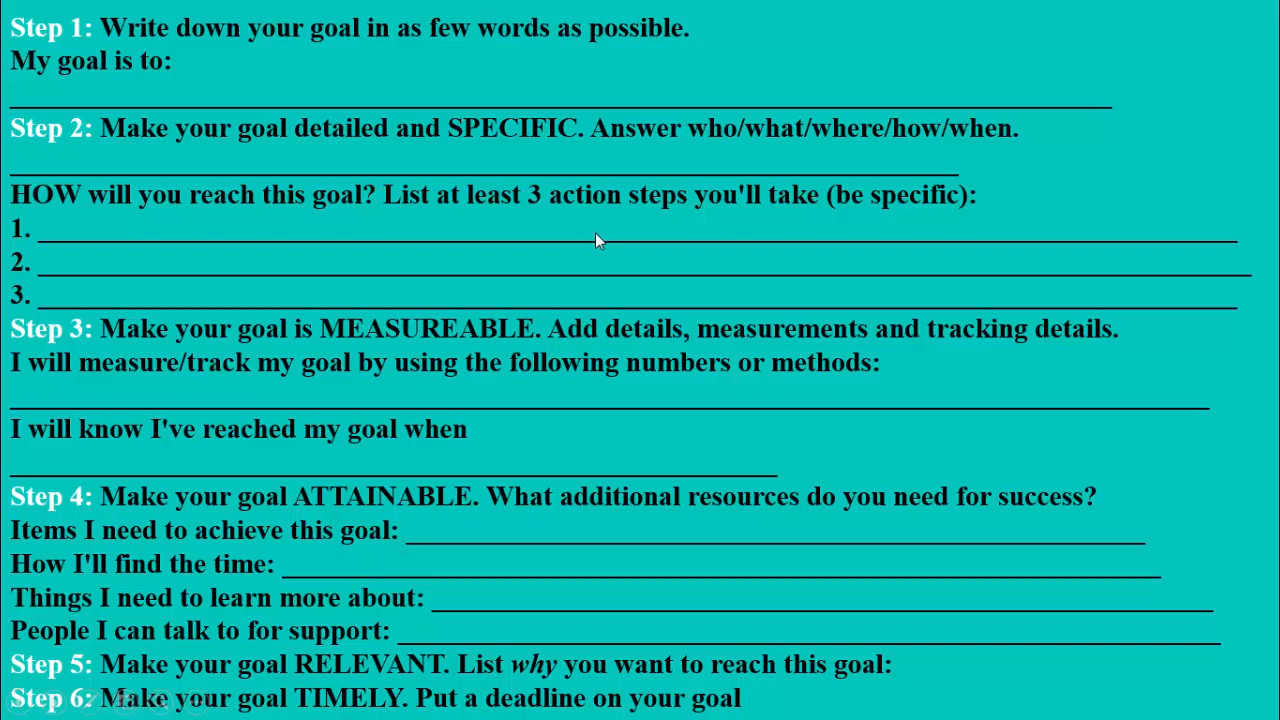 Step 1: Write down your goal in as few words as possible.
My goal is to:
Step 2: Make your goal detailed and SPECIFIC. Answer who/what/where/how/when.
HOW will you reach this goal? List at least 3 action steps you'll take (be specific):
1.
2.
3.
Step 3: Make your goal is MEASUREABLE. Add details, measurements and tracking details.
I will measure/track my goal by using the following numbers or methods:
I will know I've reached my goal when
Step 4: Make your goal ATTAINABLE. What additional resources do you need for success?
Items I need to achieve this goal:
How I'll find the time:
Things I need to learn more about:
People I can talk to for support:
Step 5: Make your goal RELEVANT. List why you want to reach this goal:
Step 6: Make your goal TIMELY. Put a deadline on your goal